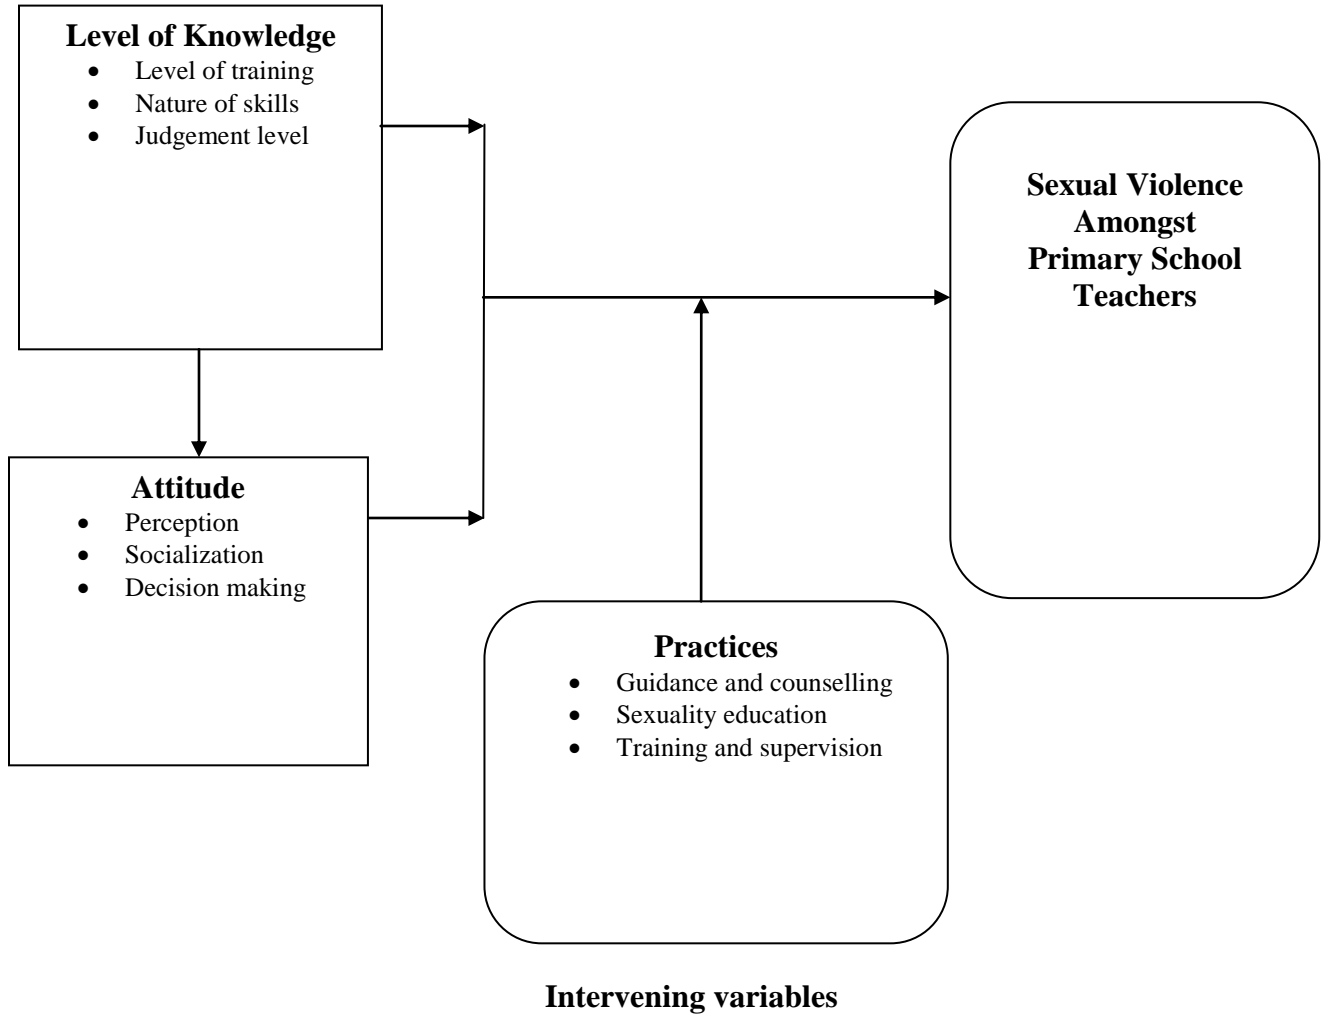 Level of Knowledge
• Level of training
• Nature of skills
• Judgement level
Sexual Violence
Amongst
Primary School
Teachers
Attitude
• Perception
• Socialization
• Decision making
Practices
• Guidance and counselling
• Sexuality education
• Training and supervision
Intervening variables